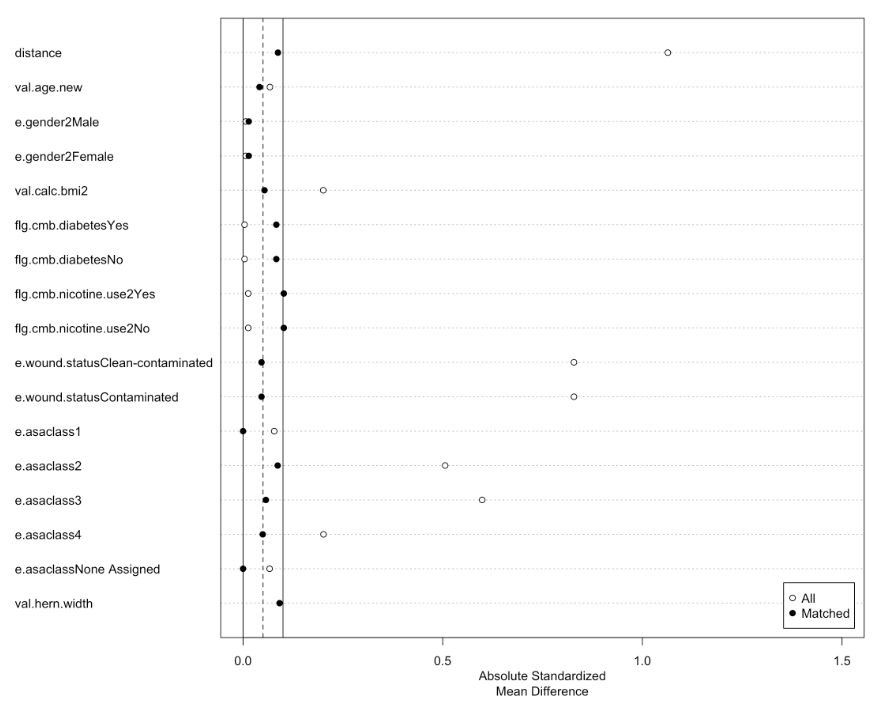 distance
val.age.new
e.gender2Male
e.gender2Female
val.calc.bmi2
flg.cmb.diabetesYes
flg.cmb.diabetesNo
flg.cmb.nicotine.use2Yes
flg.cmb.nicotine.use2No
e.wound.statusClean-contaminated
e.wound.statusContaminated
e.asaclass1
e.asaclass2
e.asaclass3
e.asaclass4
e.asaclassNone Assigned
val.hern.width
All
Matched
0.0 0.5 1.0 1.5
Absolute Standardized
Mean Difference